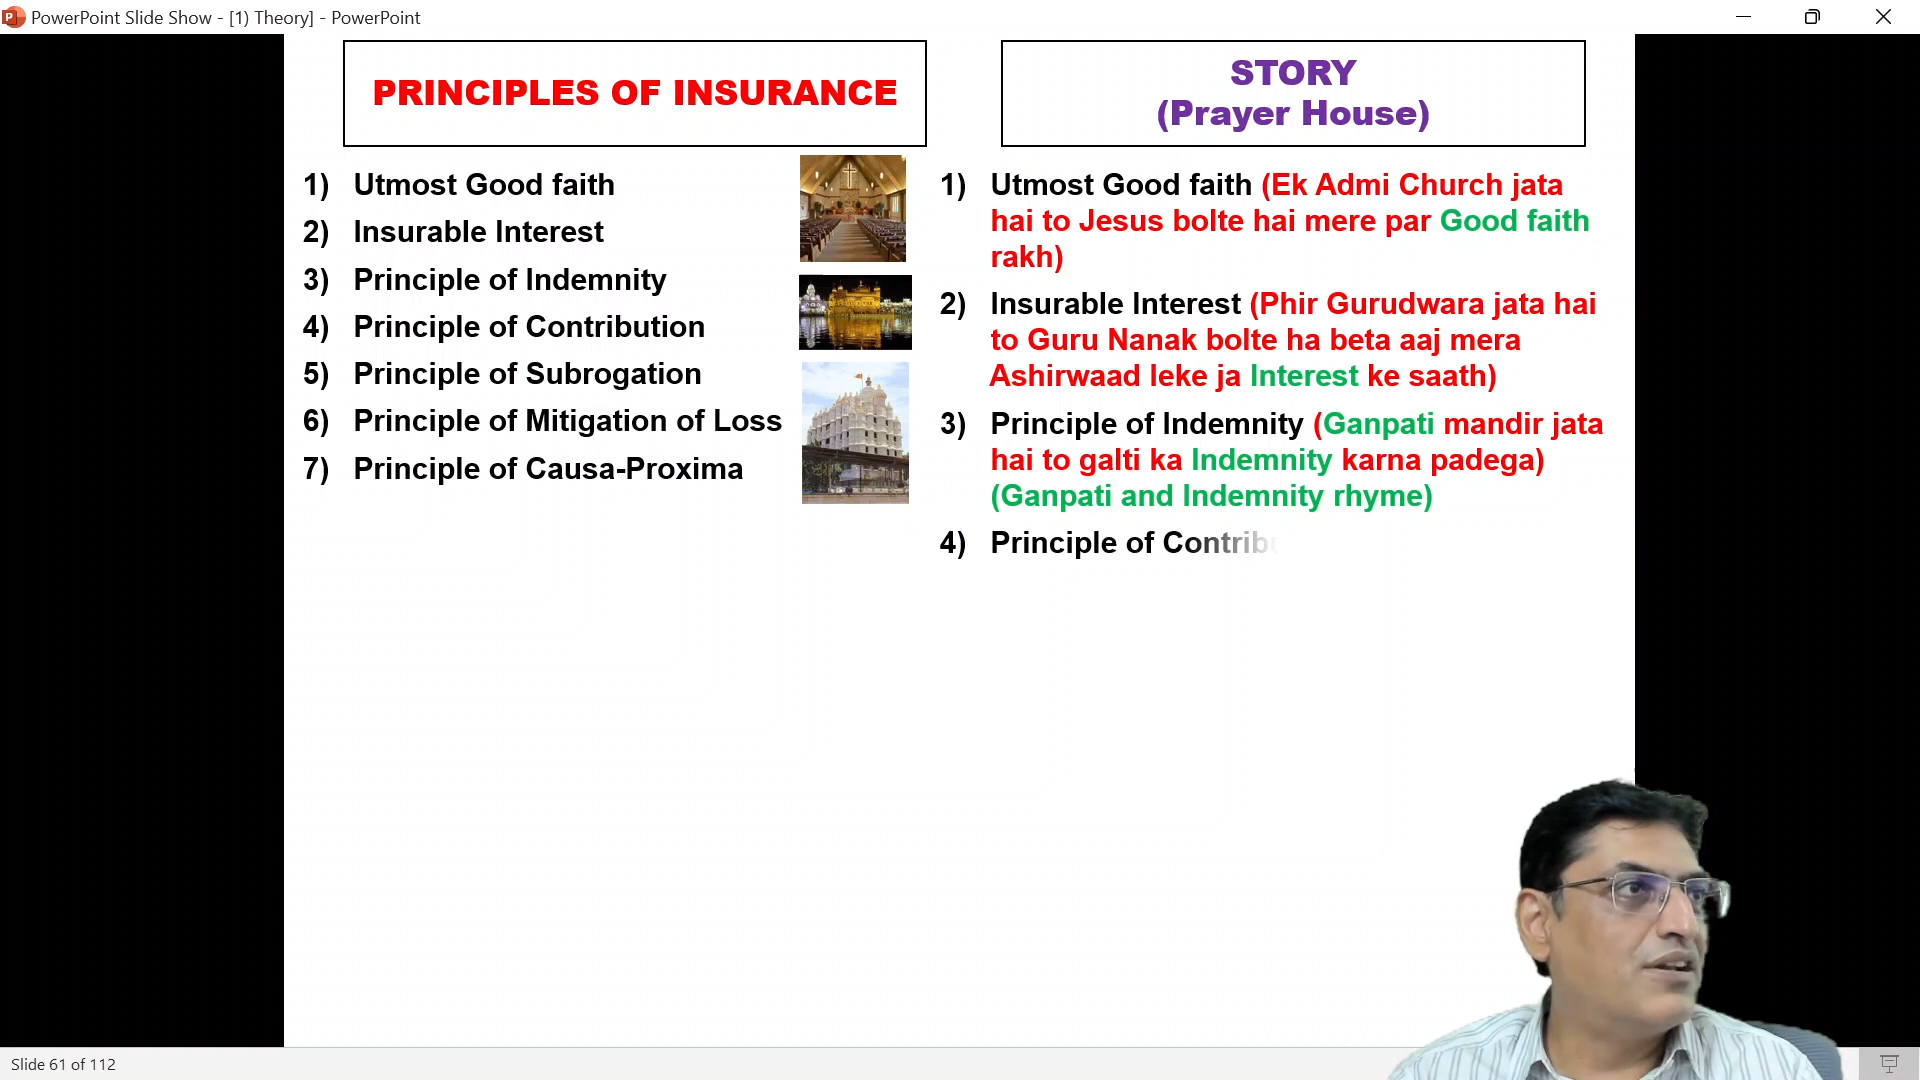 PowerPoint Slide Show - [1) Theory] - PowerPoint
PRINCIPLES OF INSURANCE
1) Utmost Good faith
2) Insurable Interest
3) Principle of Indemnity
4) Principle of Contribution
5) Principle of Subrogation
6) Principle of Mitigation of Loss
7) Principle of Causa-Proxima
STORY
(Prayer House)
1) Utmost Good faith (Ek Admi Church jata
hai to Jesus bolte hai mere par Good faith
rakh)
2) Insurable Interest (Phir Gurudwara jata hai
to Guru Nanak bolte ha beta aaj mera
Ashirwaad leke ja Interest ke saath)
3) Principle of Indemnity (Ganpati mandir jata
hai to galti ka Indemnity karna padega)
(Ganpati and Indemnity rhyme)
4) Principle of Contrib
Slide 61 of 112